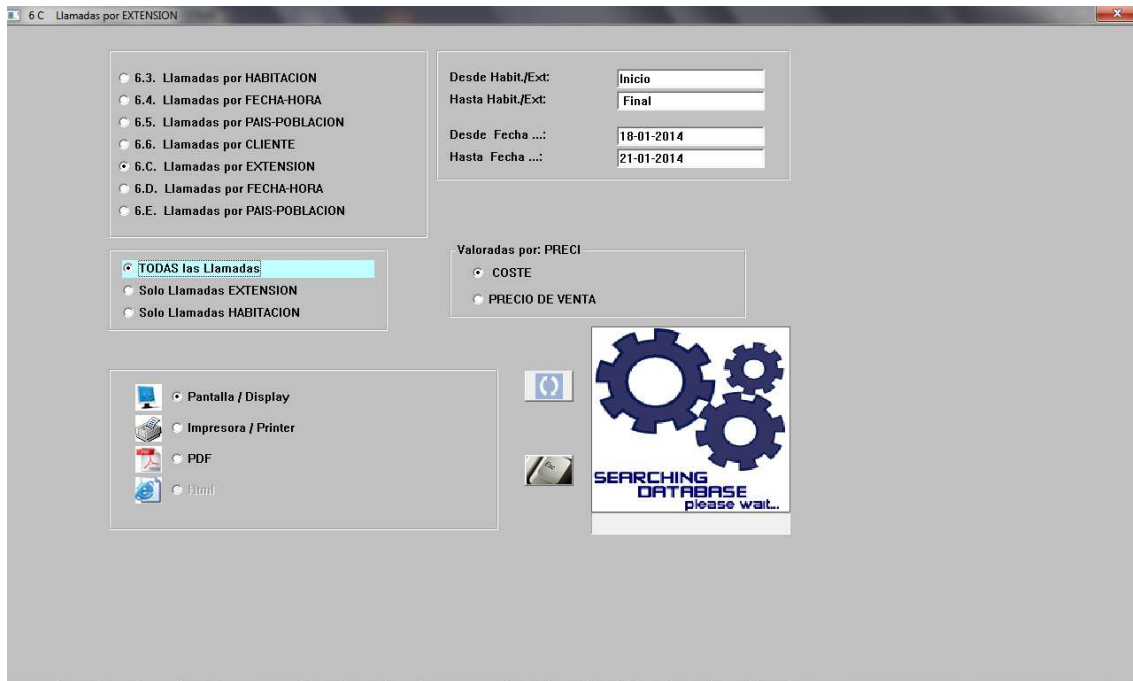 6 C Llamadas por EXTENSION
6.3. Llamadas por HABITACION
6.4. Llamadas por FECHA-HORA
6.5. Llamadas por PAIS-POBLACION
6.6. Llamadas por CLIENTE
6.C. Llamadas por EXTENSION
6.D. Llamadas por FECHA-HORA
6.E. Llamadas por PAIS-POBLACION
Desde Habit./Ext: Inicio
Hasta Habit./Ext: Final
Desde Fecha ...: 18-01-2014
Hasta Fecha ...: 21-01-2014
TODAS las Llamadas
Solo Llamadas EXTENSION
Solo Llamadas HABITACION
Valoradas por: PRECI
COSTE
PRECIO DE VENTA
Pantalla / Display
Impresora / Printer
PDF
Html
Esc
SEARCHING
DATABASE
please wait...